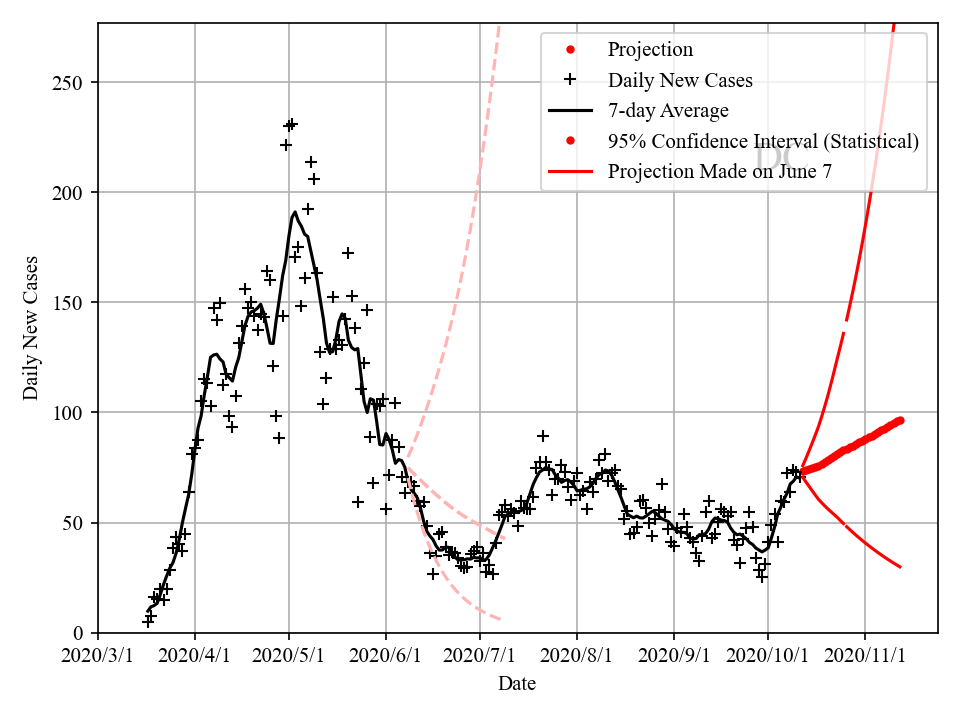 Projection
Daily New Cases
7-day Average
95% Confidence Interval (Statistical)
Projection Made on June 7
DC
Daily New Cases
250
200
150
100
50
0
2020/3/1 2020/4/1 2020/5/1 2020/6/1 2020/7/1 2020/8/1 2020/9/1 2020/10/1 2020/11/1
Date